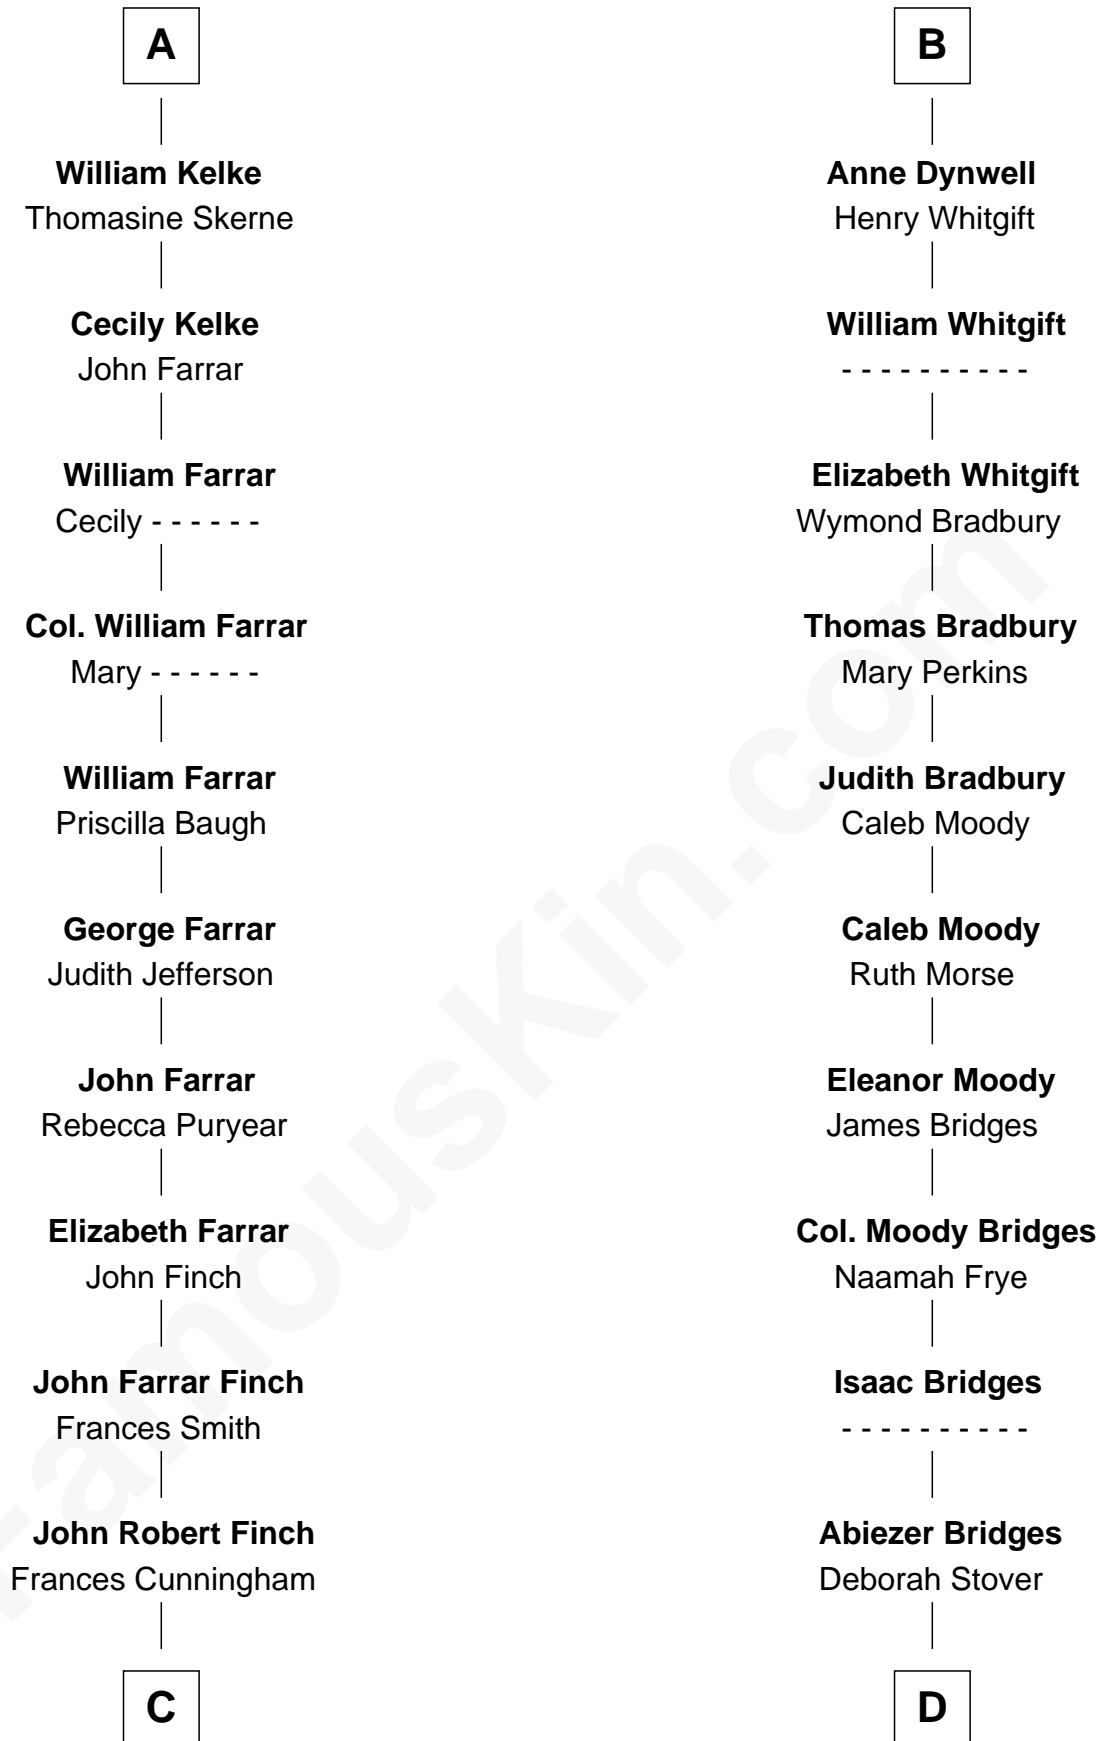 A
William Kelke
Thomasine Skerne
Cecily Kelke
John Farrar
William Farrar
Cecily - - - - - -
Col. William Farrar
Mary - - - - - -
William Farrar
Priscilla Baugh
George Farrar
Judith Jefferson
John Farrar
Rebecca Puryear
Elizabeth Farrar
John Finch
John Farrar Finch
Frances Smith
John Robert Finch
Frances Cunningham
C
B
Anne Dynwell
Henry Whitgift
William Whitgift
- - - - - - - - - -
Elizabeth Whitgift
Wymond Bradbury
Thomas Bradbury
Mary Perkins
Judith Bradbury
Caleb Moody
Caleb Moody
Ruth Morse
Eleanor Moody
James Bridges
Col. Moody Bridges
Naamah Frye
Isaac Bridges
- - - - - - - - - -
Abiezer Bridges
Deborah Stover
D
FamousKin.com